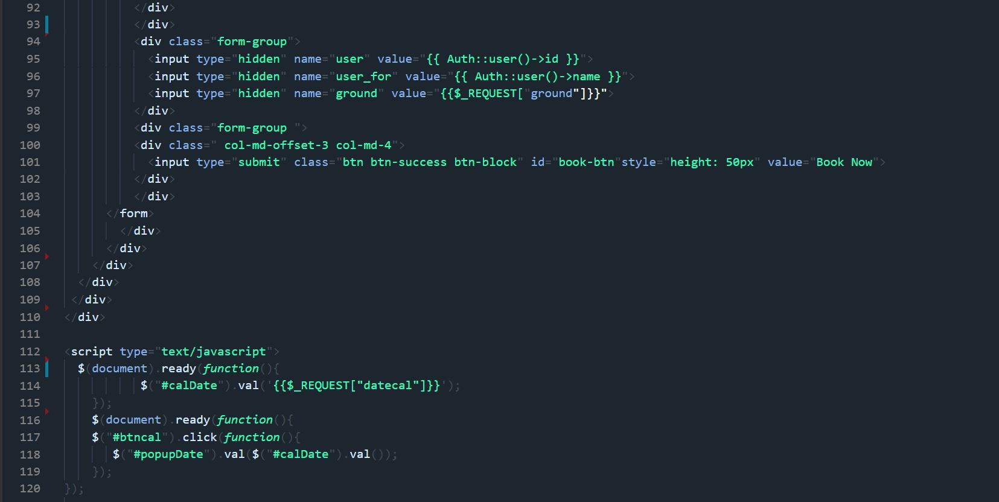 92 </div>
93 </div>
94 <div class="form-group">
95 <input type="hidden" name="user" value="{{ Auth::user()->id }}">
96 <input type="hidden" name="user_for" value="{{ Auth::user()->name }}">
97 <input type="hidden" name="ground" value="{{$_REQUEST["ground"]}}">
98 </div>
99 <div class="form-group ">
100 <div class=" col-md-offset-3 col-md-4">
101 <input type="submit" class="btn btn-success btn-block" id="book-btn"style="height: 50px" value="Book Now">
102 </div>
103 </div>
104 </form>
105 </div>
106 </div>
107 </div>
108 </div>
109 </div>
110 </div>
111
112 <script type="text/javascript">
113 $(document).ready(function(){
114 $("#calDate").val('{{$_REQUEST["datecal"]}}');
115 });
116 $(document).ready(function(){
117 $("#btncal").click(function(){
118 $("#popupDate").val($("#calDate").val());
119 });
120 });